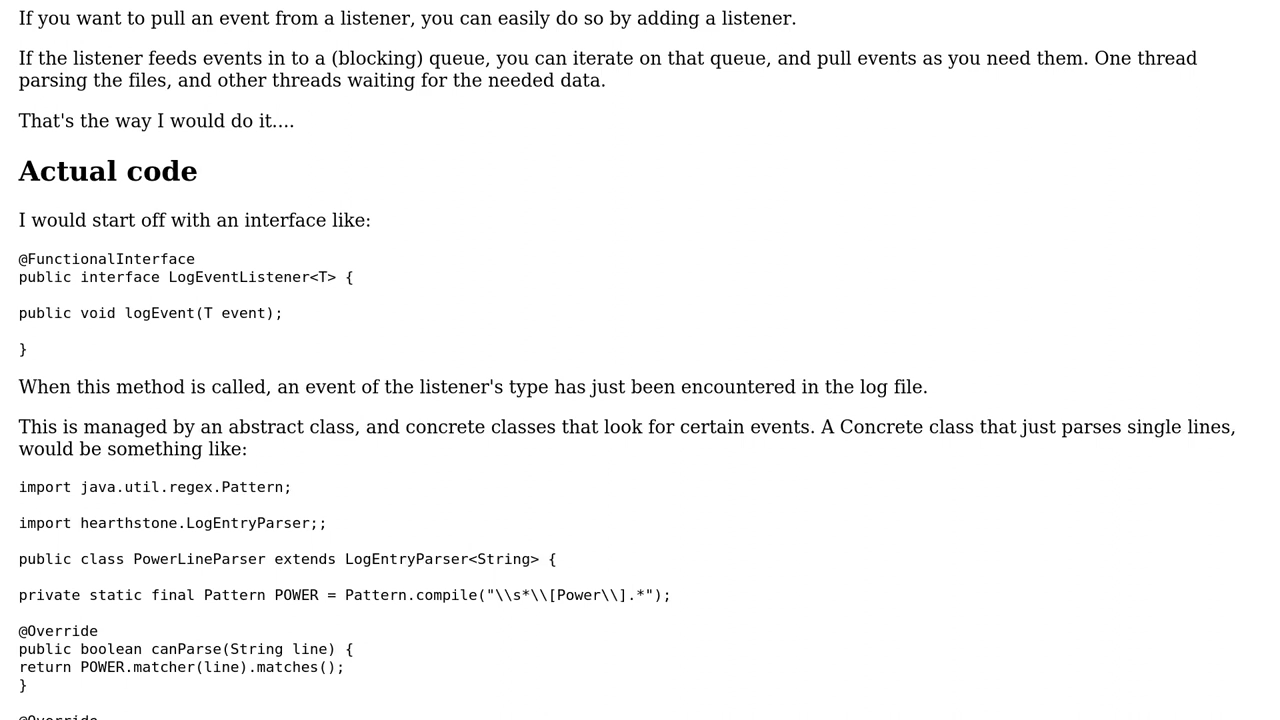 If you want to pull an event from a listener, you can easily do so by adding a listener.
If the listener feeds events in to a (blocking) queue, you can iterate on that queue, and pull events as you need them. One thread
parsing the files, and other threads waiting for the needed data.
That's the way I would do it....
Actual code
I would start off with an interface like:
@FunctionalInterface
public interface LogEventListener<T> {
public void logEvent(T event);
}
When this method is called, an event of the listener's type has just been encountered in the log file.
This is managed by an abstract class, and concrete classes that look for certain events. A Concrete class that just parses single lines,
would be something like:
import java.util.regex.Pattern;
import hearthstone.LogEntryParser;;
public class PowerLineParser extends LogEntryParser<String> {
private static final Pattern POWER = Pattern.compile("\\s*\\[Power\\].*");
@Override
public boolean canParse(String line) {
return POWER.matcher(line).matches();
}
@Override